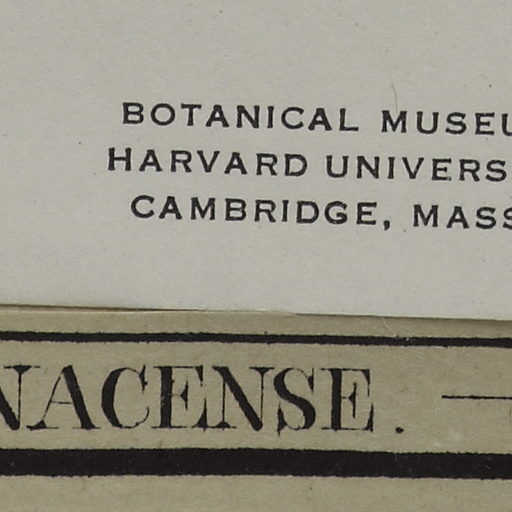 BOTANICAL MUSEU
HARVARD UNIVERS
CAMBRIDGE, MASS
NACENSE.